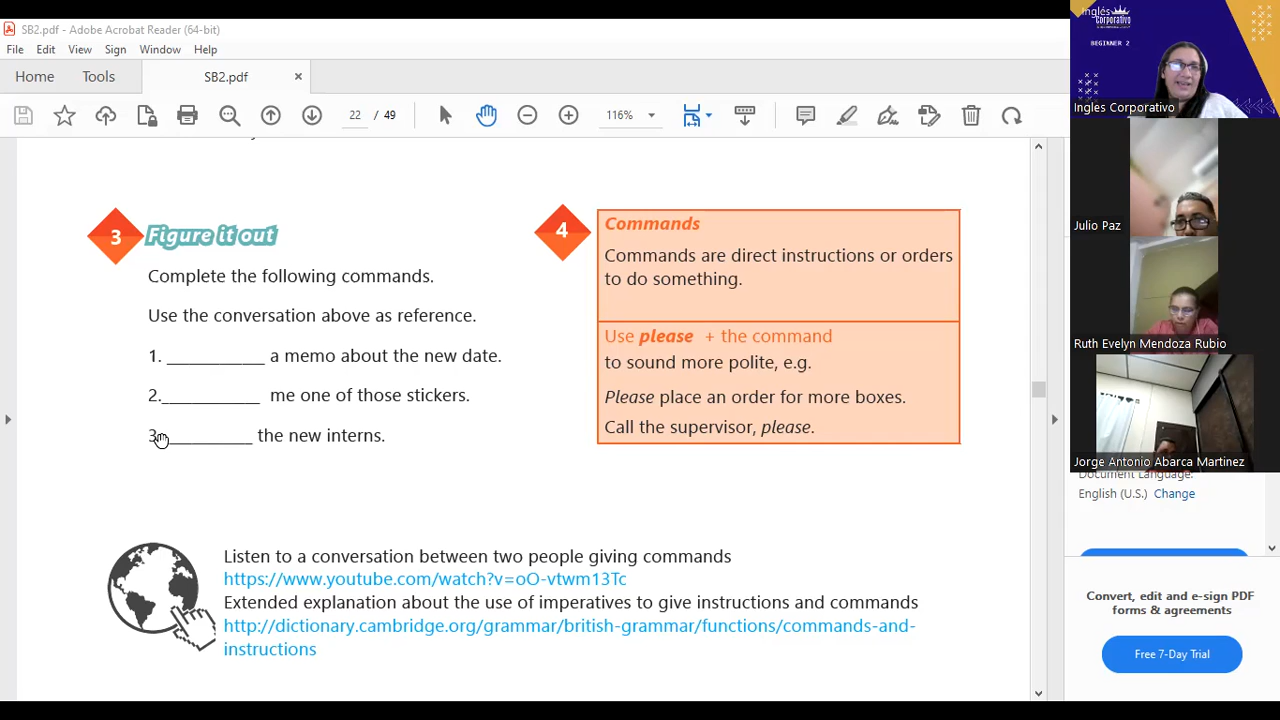 SB2.pdf - Adobe Acrobat Reader (64-bit)
File Edit View Sign Window Help
Home Tools SB2.pdf ×
22 / 49 116%
3 Figure it out
Complete the following commands.
Use the conversation above as reference.
1. ___________ a memo about the new date.
2.___________ me one of those stickers.
3.__________ the new interns.
4 Commands
Commands are direct instructions or orders
to do something.
Use please + the command
to sound more polite, e.g.
Please place an order for more boxes.
Call the supervisor, please.
Listen to a conversation between two people giving commands
https://www.youtube.com/watch?v=oO-vtwm13Tc
Extended explanation about the use of imperatives to give instructions and commands
http://dictionary.cambridge.org/grammar/british-grammar/functions/commands-and-
instructions
Inglés
Corporativo
BEGINNER 2
Ingles Corporativo
Julio Paz
Ruth Evelyn Mendoza Rubio
Jorge Antonio Abarca Martinez
Document Language:
English (U.S.) Change
Convert, edit and e-sign PDF
forms & agreements
Free 7-Day Trial